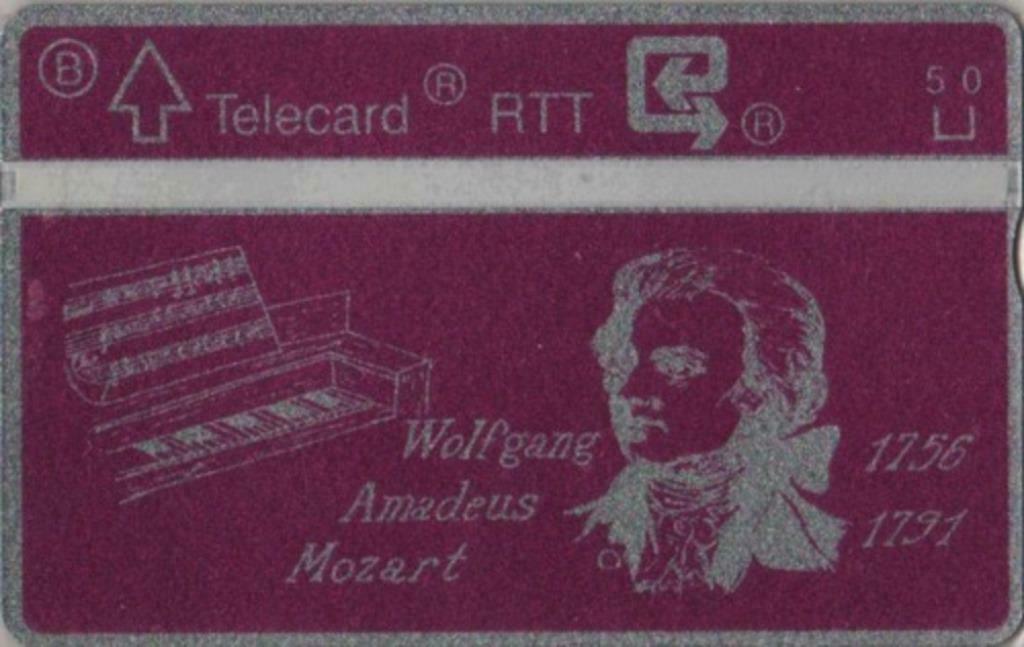 B Telecard ® RTT ® 50
Wolfgang 1756
Amadeus
Mozart 1791